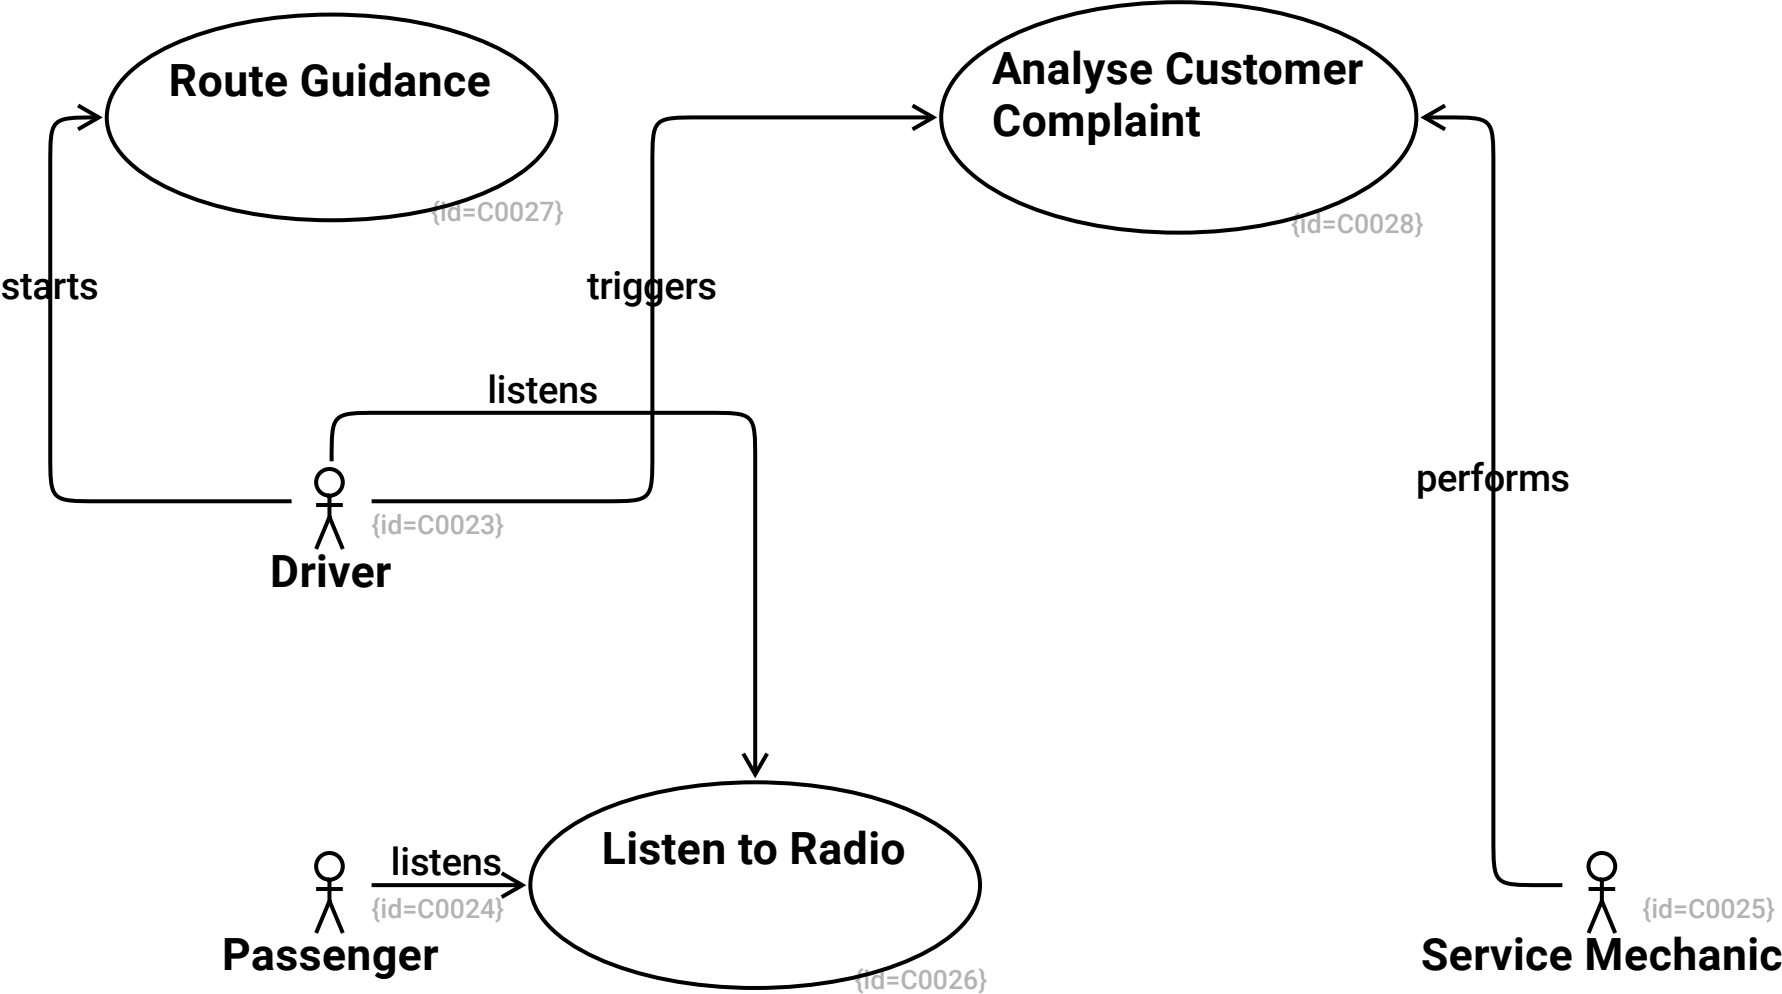 Route Guidance
{id=C0027}
Analyse Customer
Complaint
{id=C0028}
starts
triggers
listens
performs
{id=C0023}
Driver
listens
{id=C0024}
Passenger
Listen to Radio
{id=C0026}
{id=C0025}
Service Mechanic